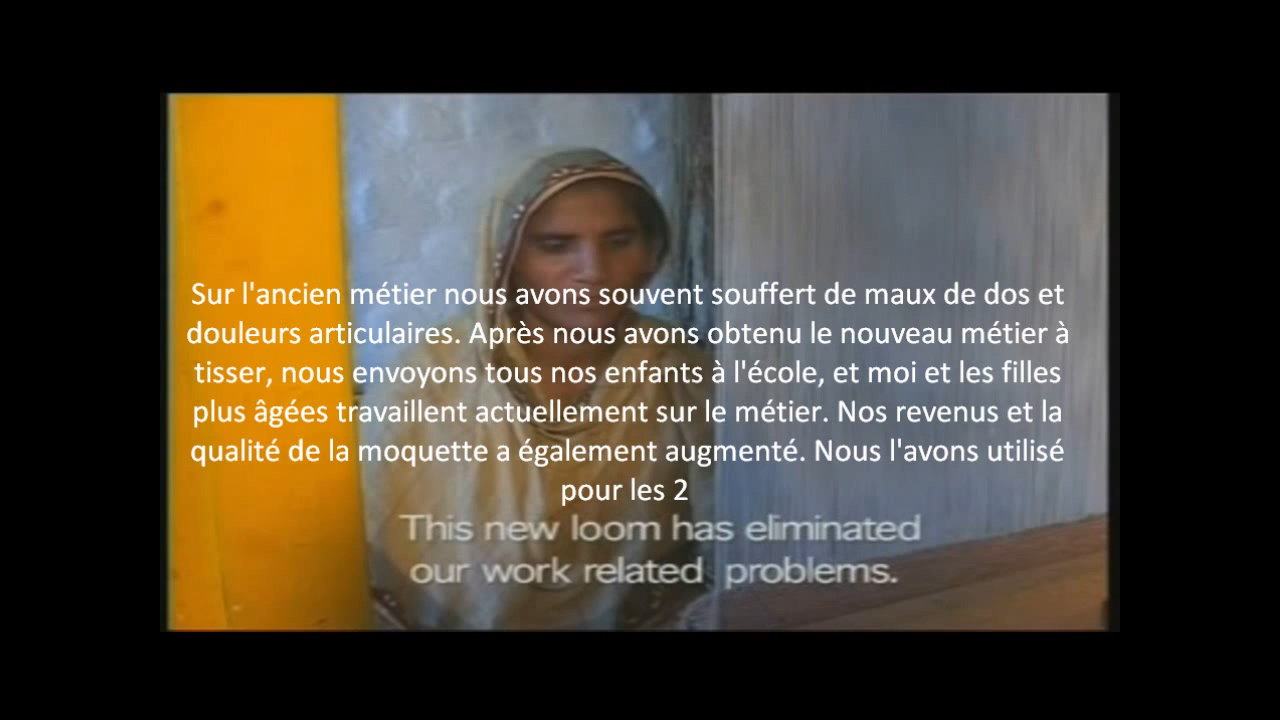 Sur l'ancien métier nous avons souvent souffert de maux de dos et
douleurs articulaires. Après nous avons obtenu le nouveau métier à
tisser, nous envoyons tous nos enfants à l'école, et moi et les filles
plus âgées travaillent actuellement sur le métier. Nos revenus et la
qualité de la moquette a également augmenté. Nous l'avons utilisé
pour les 2
This new loom has eliminated
our work related problems.